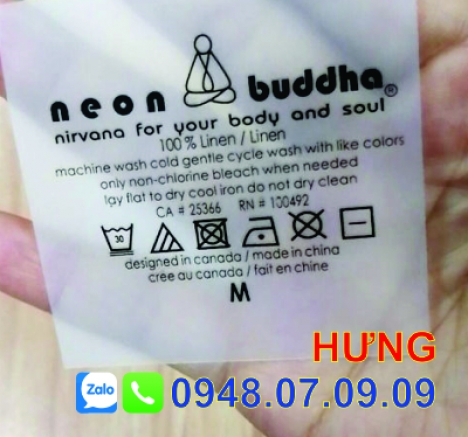 neon buddha®
nirvana for your body and soul
100% Linen / Linen
machine wash cold gentle cycle wash with like colors
only non-chlorine bleach when needed
lay flat to dry cool iron do not dry clean
CA # 25366 RN # 100492
30
designed in canada / made in china
cree au canada / fait en chine
M
HƯNG
Zalo 0948.07.09.09